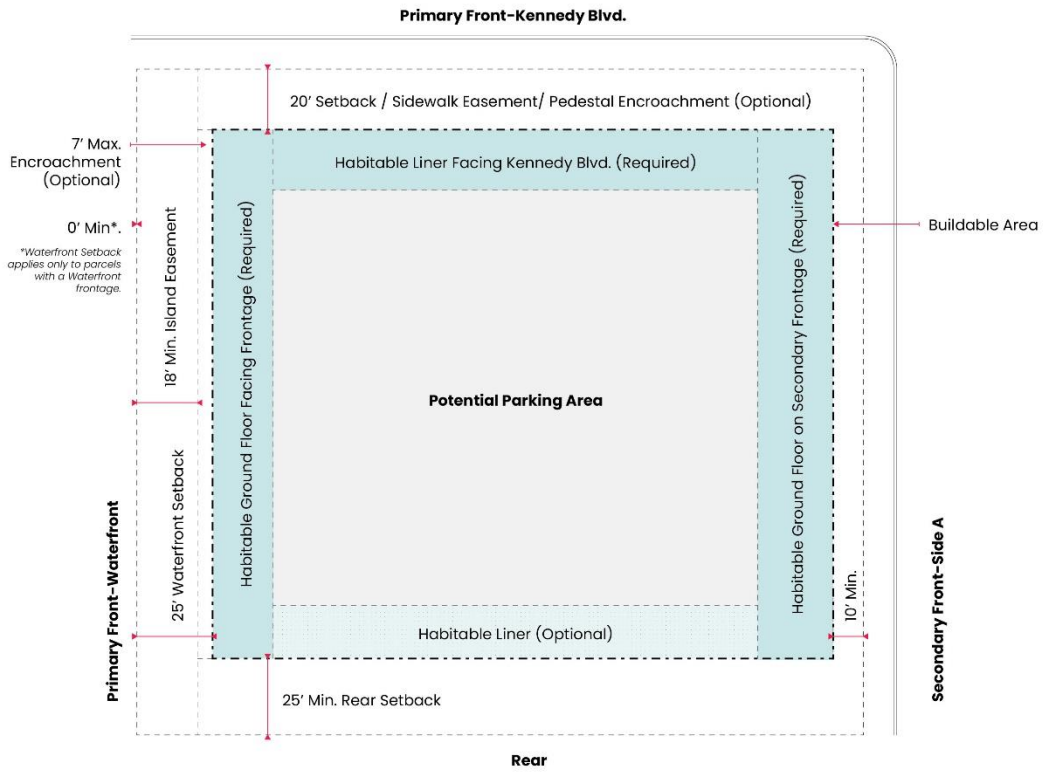 Primary Front-Kennedy Blvd.
20' Setback / Sidewalk Easement/ Pedestal Encroachment (Optional)
7' Max.
Encroachment
(Optional)
Habitable Liner Facing Kennedy Blvd. (Required)
0' Min*.
*Waterfront Setback
applies only to parcels
with a Waterfront
frontage.
18' Min. Island Easement
Habitable Ground Floor Facing Frontage (Required)
Habitable Ground Floor on Secondary Frontage (Required)
Buildable Area
Potential Parking Area
Primary Front-Waterfront
25' Waterfront Setback
Habitable Liner (Optional)
10' Min.
Secondary Front-Side A
25' Min. Rear Setback
Rear